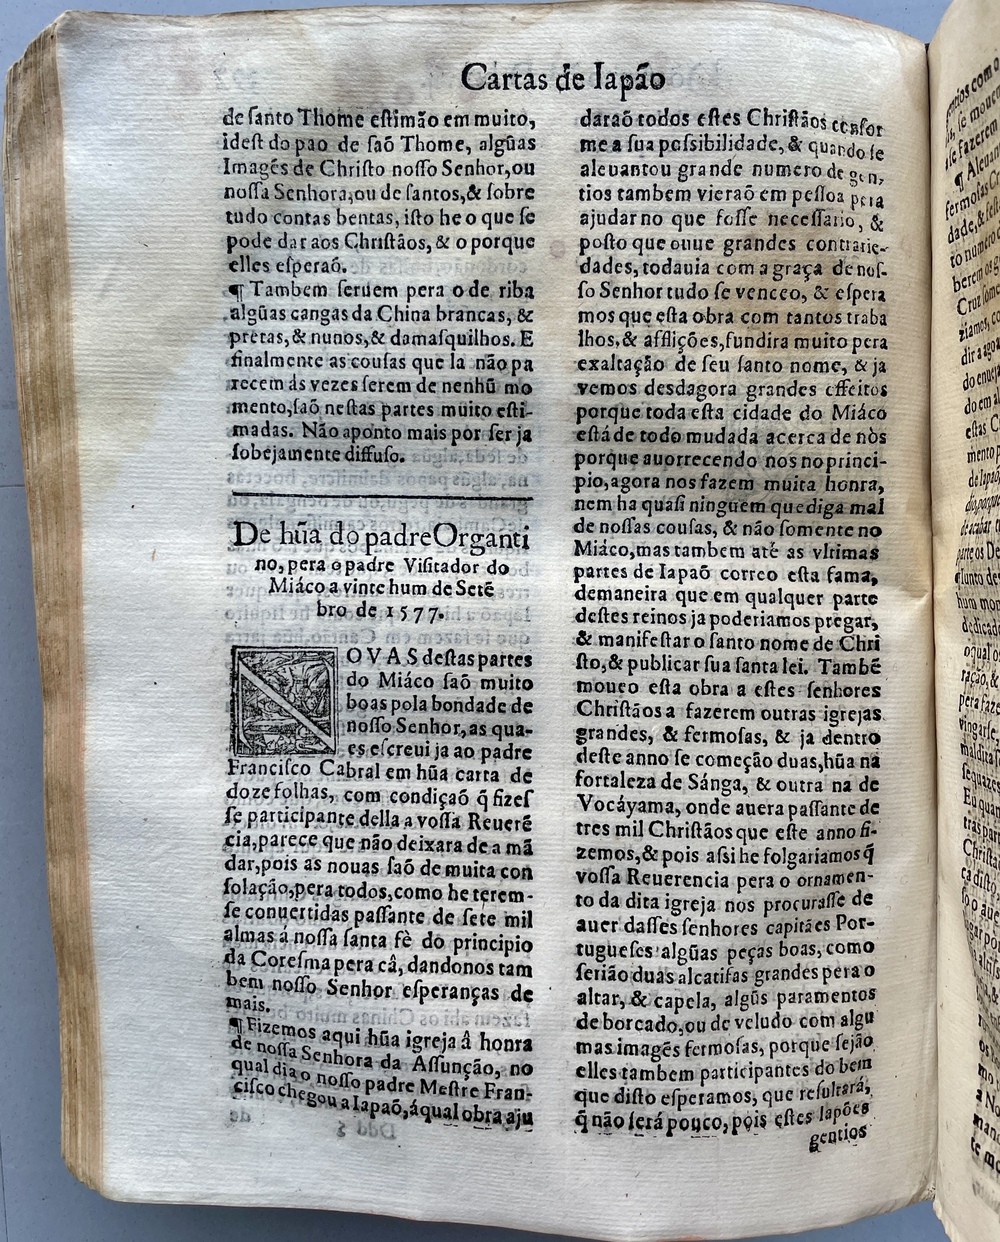 Cartas de Iapão
de ſanto Thome eſtimão em muito,
ideſt do pao de ſaõ Thome, algũas
Imagẽs de Chriſto noſſo Senhor, ou
noſſa Senhora, ou de ſantos, & ſobre
tudo contas bentas, iſto he o que ſe
pode dar aos Chriſtãos, & o porque
elles eſperaõ.
¶ Tambem ſeruem pera o de riba
algũas cangas da China brancas, &
pretas, & nunos, & damaſquilhos. E
finalmente as couſas que la não pa
recem ás vezes ſerem de nenhũ mo
mento, ſaõ neſtas partes muito eſti-
madas. Não aponto mais por ſer ja
ſobejamente diffuſo.
De hũa do padre Organti
no, pera o padre Viſitador do
Miáco a vinte hum de Setẽ
bro de 1577.
NOVAS deſtas partes
do Miáco ſaõ muito
boas pola bondade de
noſſo Senhor, as qua-
es eſcreui ja ao padre
Franciſco Cabral em hũa carta de
doze folhas, com condiçaõ q̃ fizeſ
ſe participante della a voſſa Reuerẽ
cia, parece que não deixara de a mã
dar, pois as nouas ſaõ de muita con
ſolação, pera todos, como he terem-
ſe conuertidas paſſante de ſete mil
almas á noſſa ſanta fè do principio
da Coreſma pera câ, dandonos tam
bem noſſo Senhor eſperanças de
mais.
¶ Fizemos aqui hũa igreja â honra
de noſſa Senhora da Aſſunção, no
qual dia o noſſo padre Meſtre Fran-
ciſco chegou a Iapaõ, áqual obra aju
daraõ todos eſtes Chriſtãos confor
me a ſua poſsibilidade, & quando ſe
aleuantou grande numero de gen,
tios tambem vieraõ em peſſoa pera
ajudar no que foſſe neceſſario, &
poſto que ouue grandes contrarie-
dades, todauia com a graça de noſ-
ſo Senhor tudo ſe venceo, & eſpera
mos que eſta obra com tantos traba
lhos, & afflições, fundira muito pera
exaltação de ſeu ſanto nome, & ja
vemos deſdagora grandes effeitos
porque toda eſta cidade do Miáco
eſtá de todo mudada acerca de nòs
porque auorrecendo nos no princi-
pio, agora nos fazem muita honra,
nem ha quaſi ninguem que diga mal
de noſſas couſas, & não ſomente no
Miáco, mas tambem atê as vltimas
partes de Iapaõ correo eſta fama,
demaneira que em qualquer parte
deſtes reinos ja poderiamos prègar,
& manifeſtar o ſanto nome de Chri
ſto, & publicar ſua ſanta lei. Tambẽ
moueo eſta obra a eſtes ſenhores
Chriſtãos a fazerem outras igrejas
grandes, & fermoſas, & ja dentro
deſte anno ſe começão duas, hũa na
fortaleza de Sánga, & outra na de
Vocáyama, onde auera paſſante de
tres mil Chriſtãos que eſte anno fi-
zemos, & pois aſsi he folgariamos q̃
voſſa Reuerencia pera o ornamen-
to da dita igreja nos procuraſſe de
auer daſſes ſenhores capitães Por-
tugueſes algũas peças boas, como
ſerião duas alcatifas grandes pera o
altar, & capela, algũs paramentos
de borcado, ou de veludo com algu
mas imagẽs fermoſas, porque ſejão
elles tambem participantes do bem
que diſto eſperamos, que reſultará,
q̃ não ſerá pouco, pois eſtes Iapões
gentios